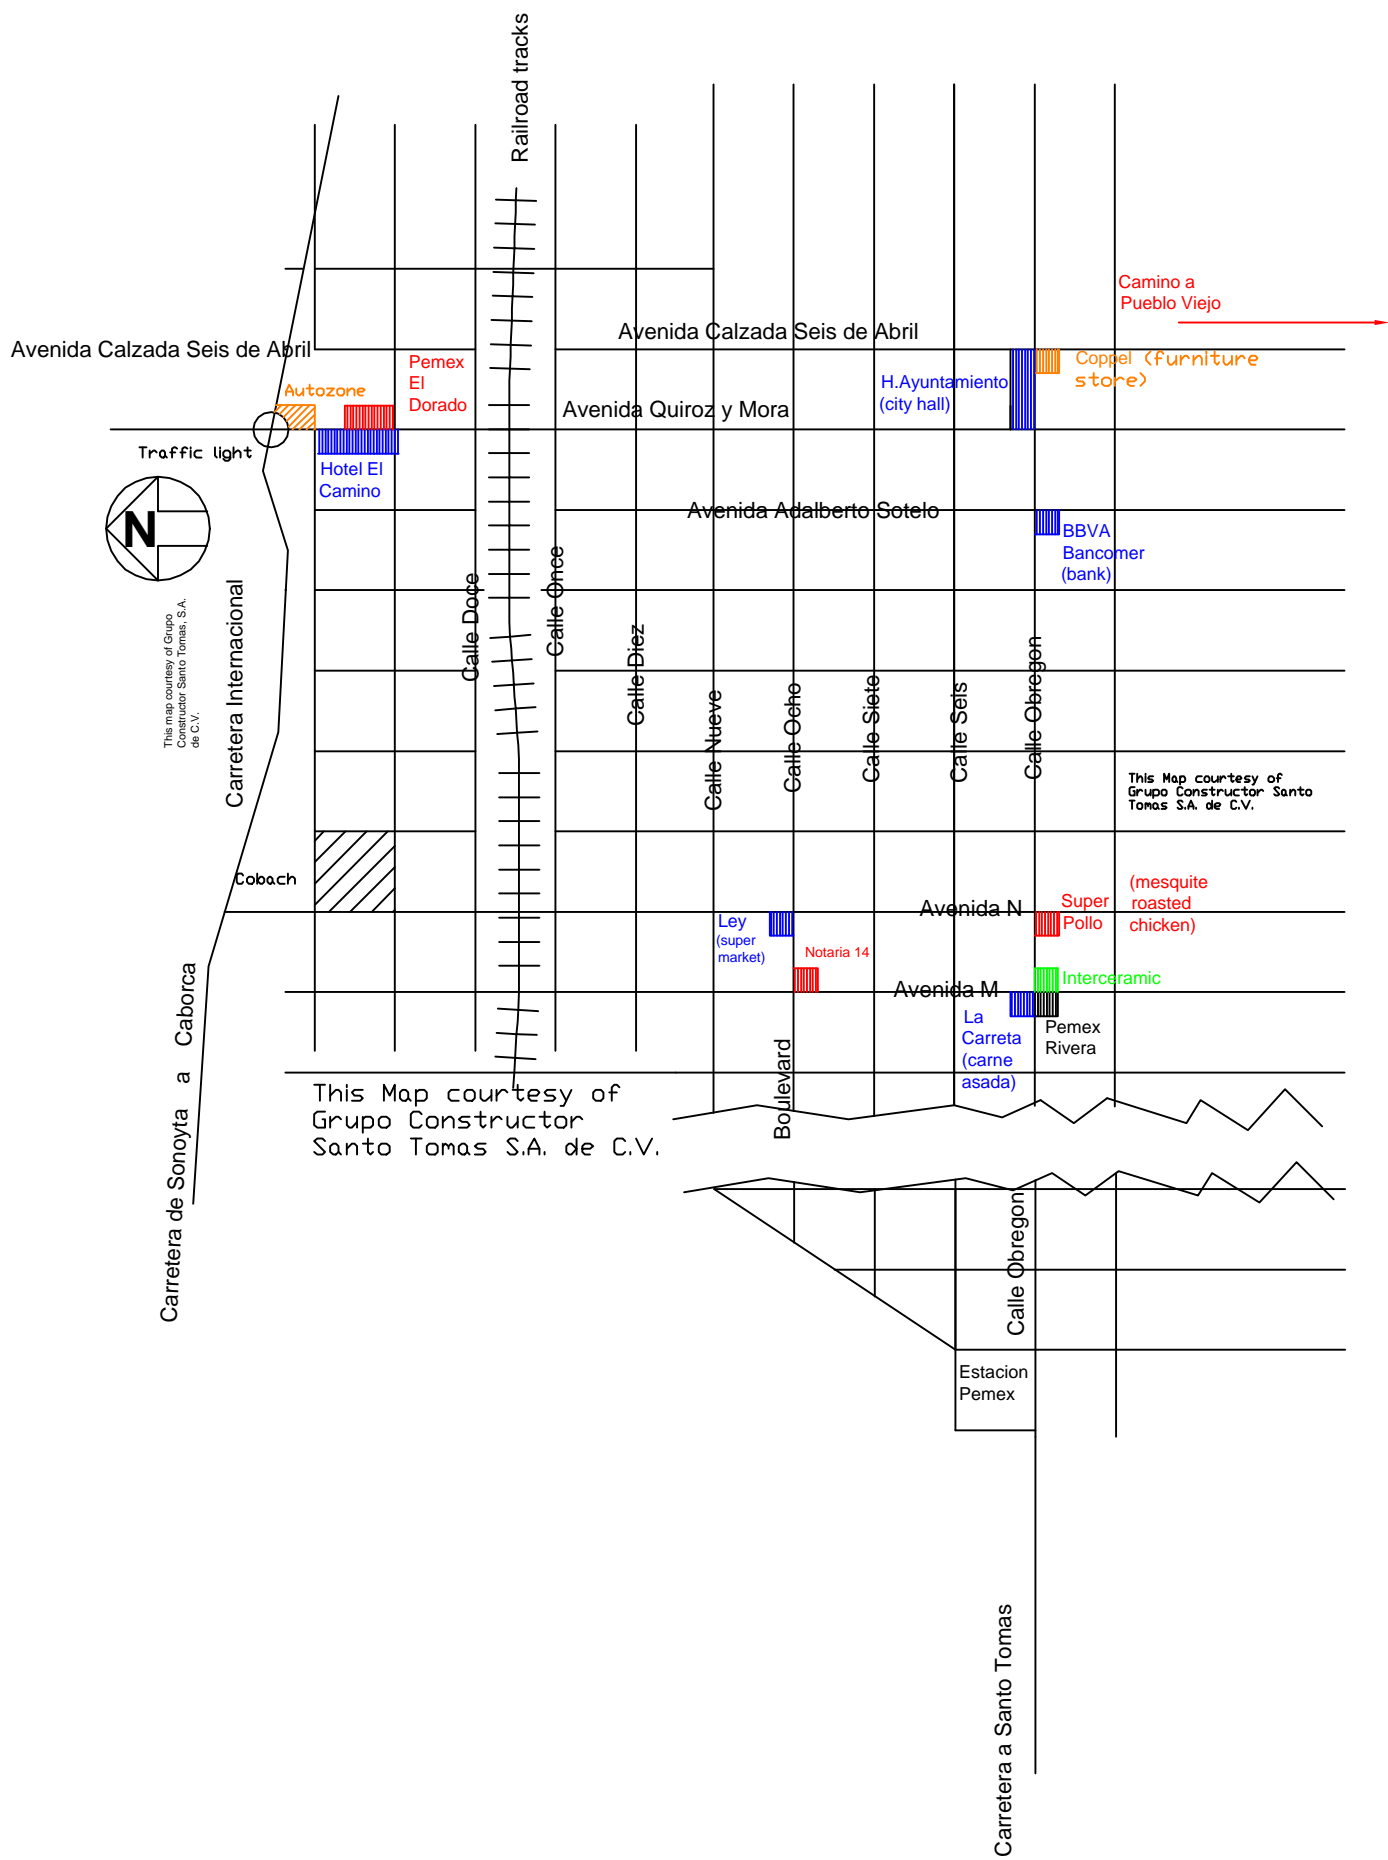 Railroad tracks
Camino a
Pueblo Viejo
Avenida Calzada Seis de Abril
Avenida Calzada Seis de Abril
Pemex
El
Dorado
Coppel (furniture
store)
H.Ayuntamiento
(city hall)
Autozone
Avenida Quiroz y Mora
Traffic light
Hotel El
Camino
N
Avenida Adalberto Sotelo
BBVA
Bancomer
(bank)
This map courtesy of Grupo
Constructor Santo Tomas, S.A.
de C.V.
Carretera Internacional
Calle Doce
Calle Once
Calle Diez
Calle Nueve
Calle Ocho
Calle Siete
Calle Seis
Calle Obregon
This Map courtesy of
Grupo Constructor Santo
Tomas S.A. de C.V.
Cobach
Ley
(super
market)
Notaria 14
Avenida N
Super
Pollo
(mesquite
roasted
chicken)
Avenida M
Interceramic
La
Carreta
(carne
asada)
Pemex
Rivera
Carretera de Sonoyta a Caborca
Boulevard
This Map courtesy of
Grupo Constructor
Santo Tomas S.A. de C.V.
Calle Obregon
Estacion
Pemex
Carretera a Santo Tomas